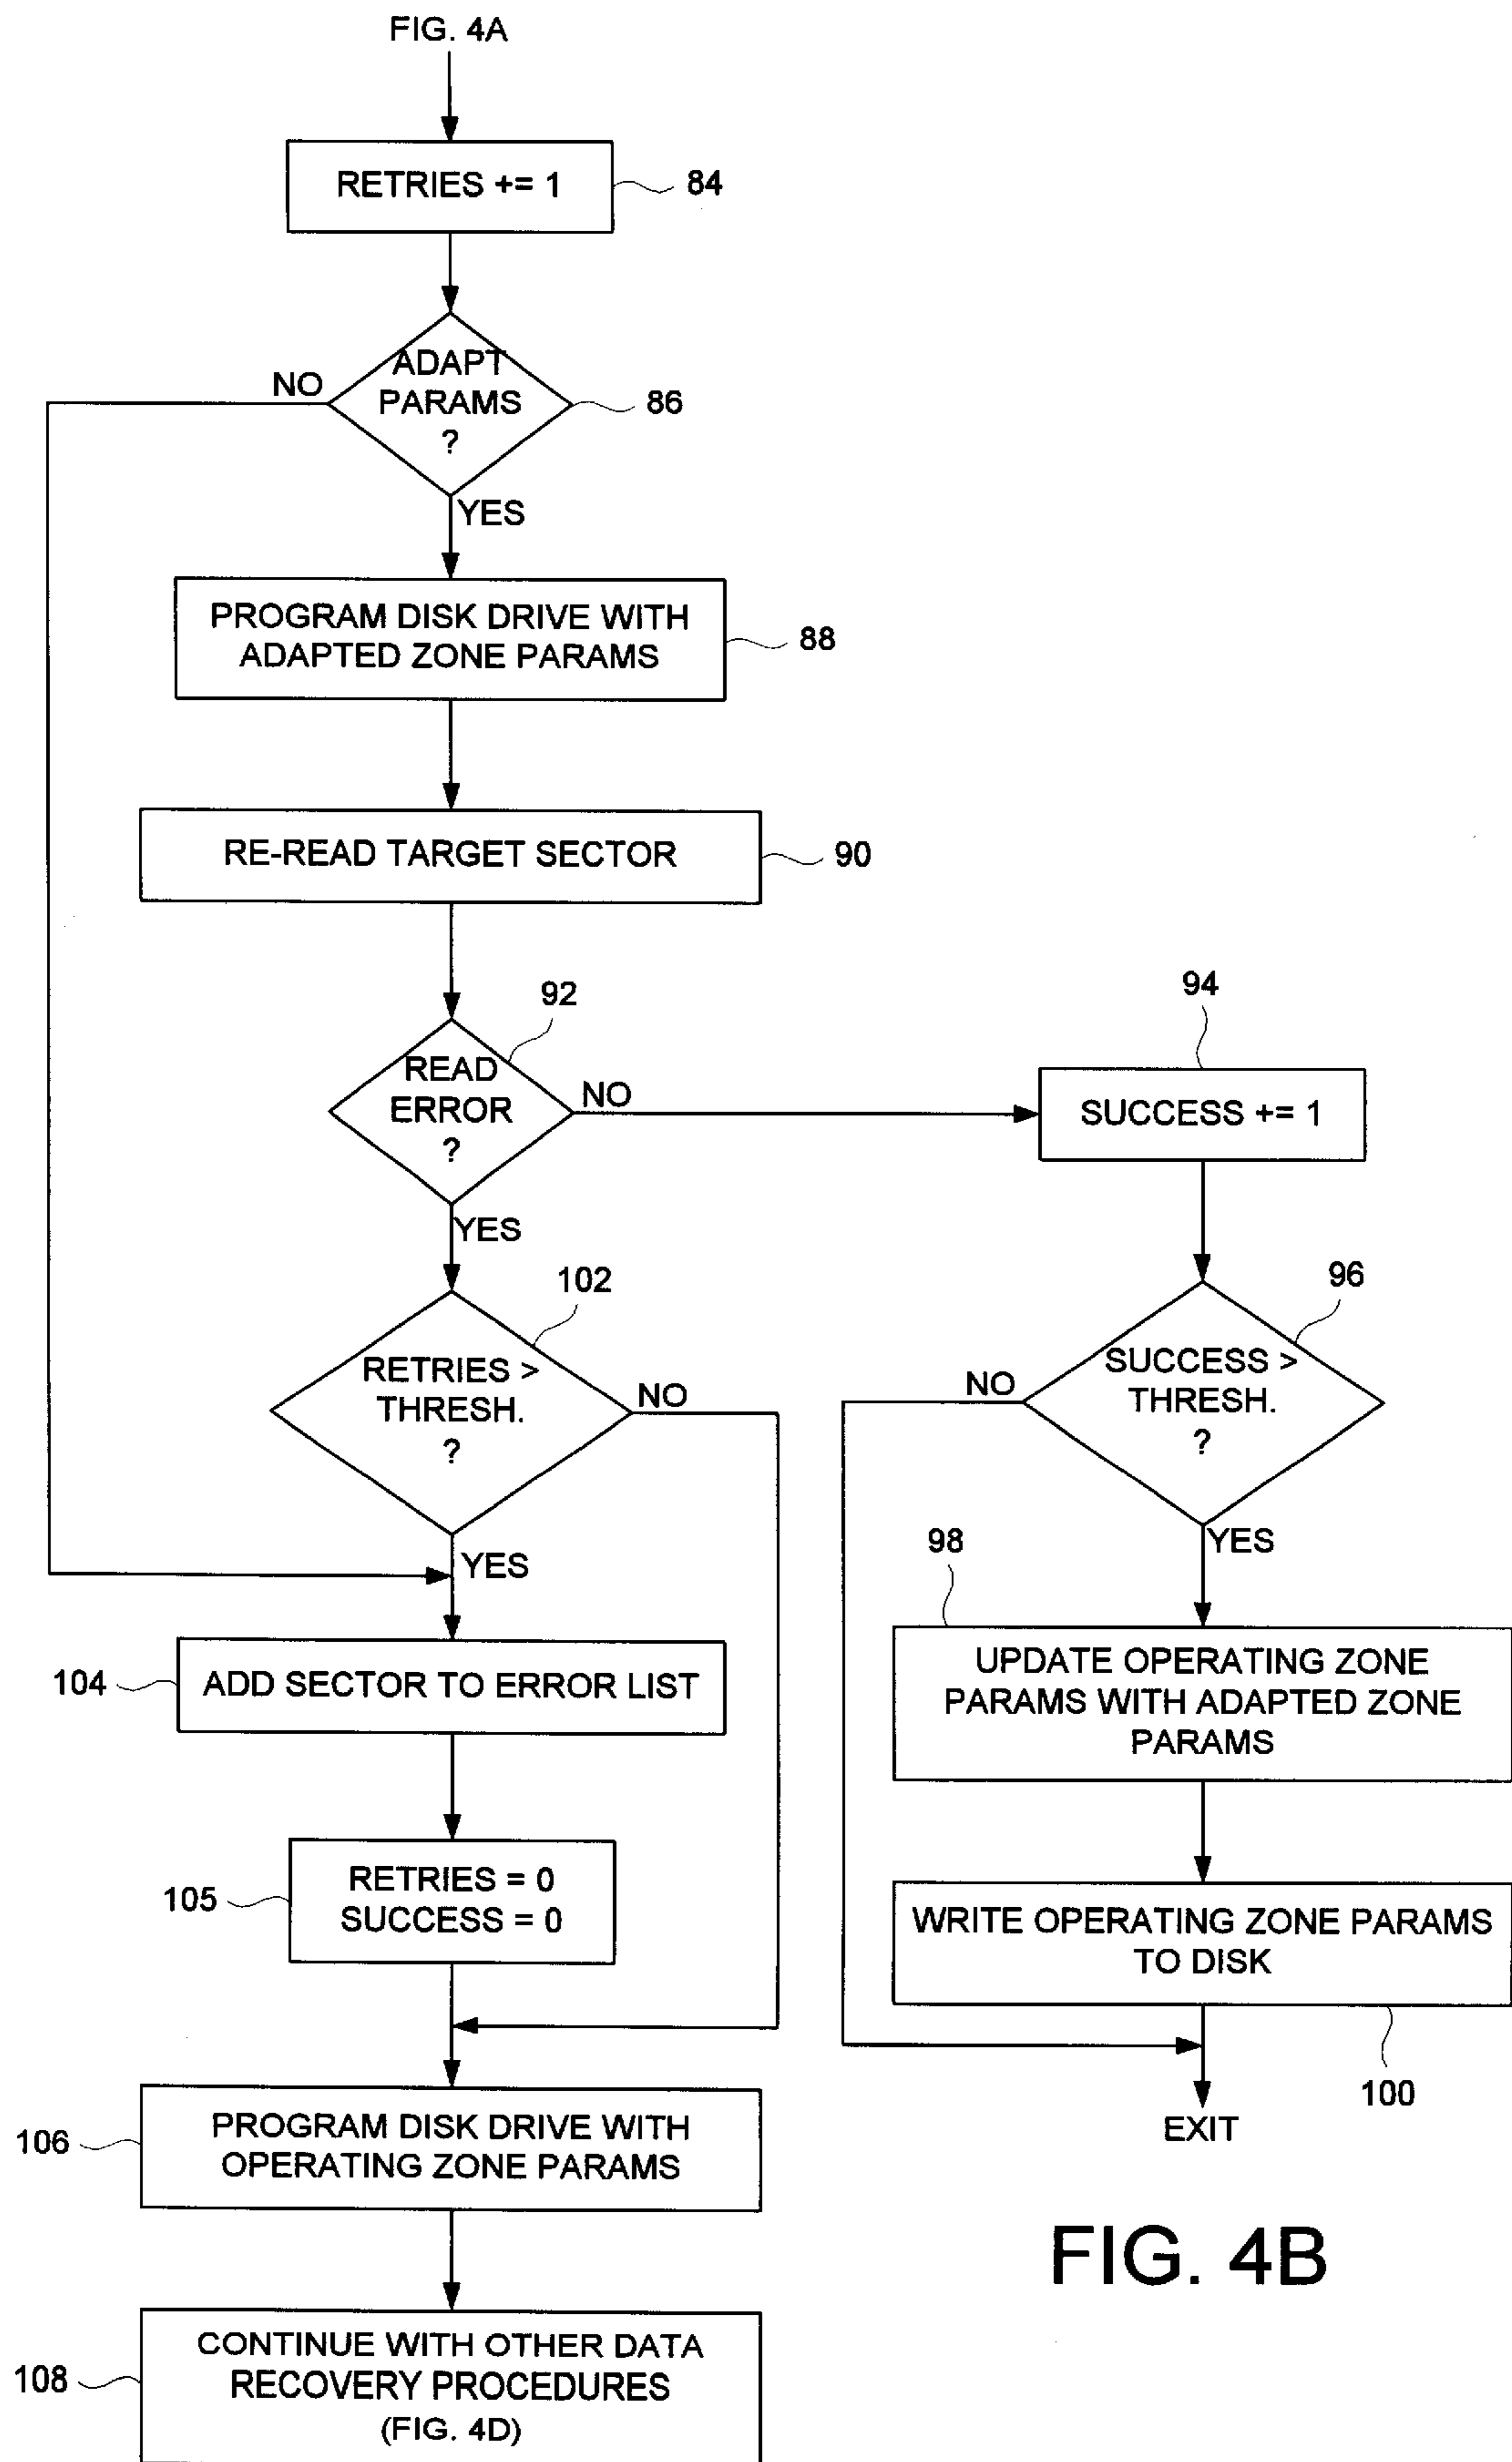 FIG. 4A
RETRIES += 1
84
ADAPT
PARAMS
?
NO
86
YES
PROGRAM DISK DRIVE WITH
ADAPTED ZONE PARAMS
88
RE-READ TARGET SECTOR
90
92
READ
ERROR
?
NO
YES
94
SUCCESS += 1
102
RETRIES >
THRESH.
?
NO
YES
96
SUCCESS >
THRESH.
?
NO
YES
98
UPDATE OPERATING ZONE
PARAMS WITH ADAPTED ZONE
PARAMS
104
ADD SECTOR TO ERROR LIST
105
RETRIES = 0
SUCCESS = 0
WRITE OPERATING ZONE PARAMS
TO DISK
100
EXIT
106
PROGRAM DISK DRIVE WITH
OPERATING ZONE PARAMS
108
CONTINUE WITH OTHER DATA
RECOVERY PROCEDURES
(FIG. 4D)
FIG. 4B